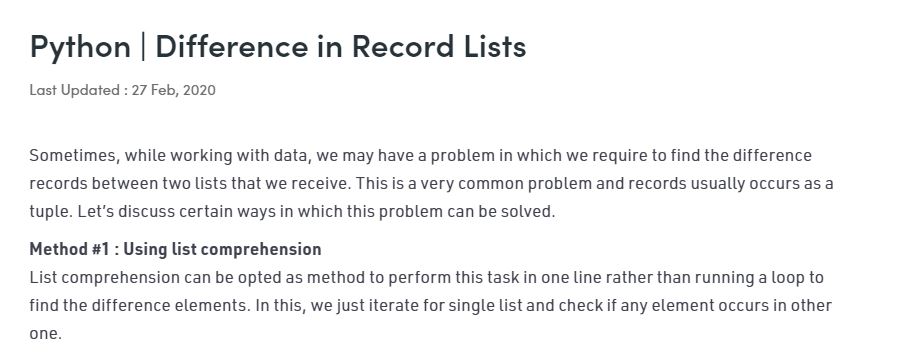 Python | Difference in Record Lists
Last Updated : 27 Feb, 2020
Sometimes, while working with data, we may have a problem in which we require to find the difference
records between two lists that we receive. This is a very common problem and records usually occurs as a
tuple. Let’s discuss certain ways in which this problem can be solved.
Method #1 : Using list comprehension
List comprehension can be opted as method to perform this task in one line rather than running a loop to
find the difference elements. In this, we just iterate for single list and check if any element occurs in other
one.